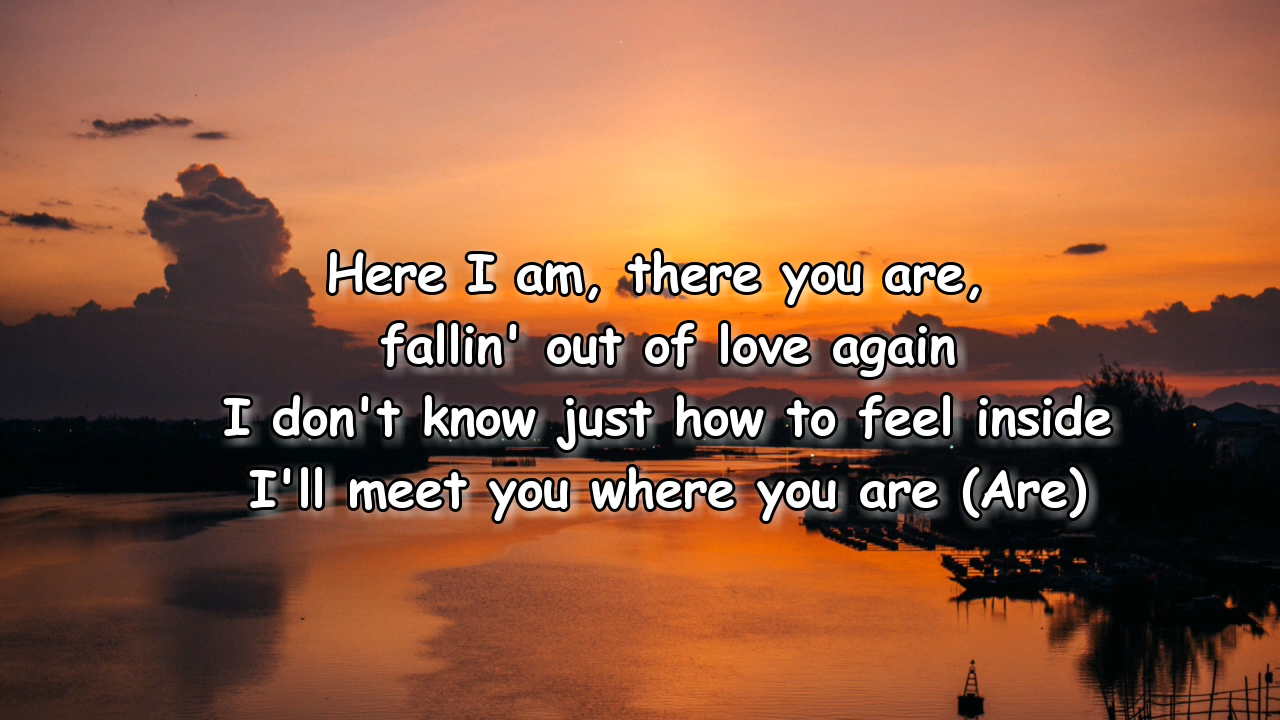 Here I am, there you are,
fallin' out of love again
I don't know just how to feel inside
I'll meet you where you are (Are)